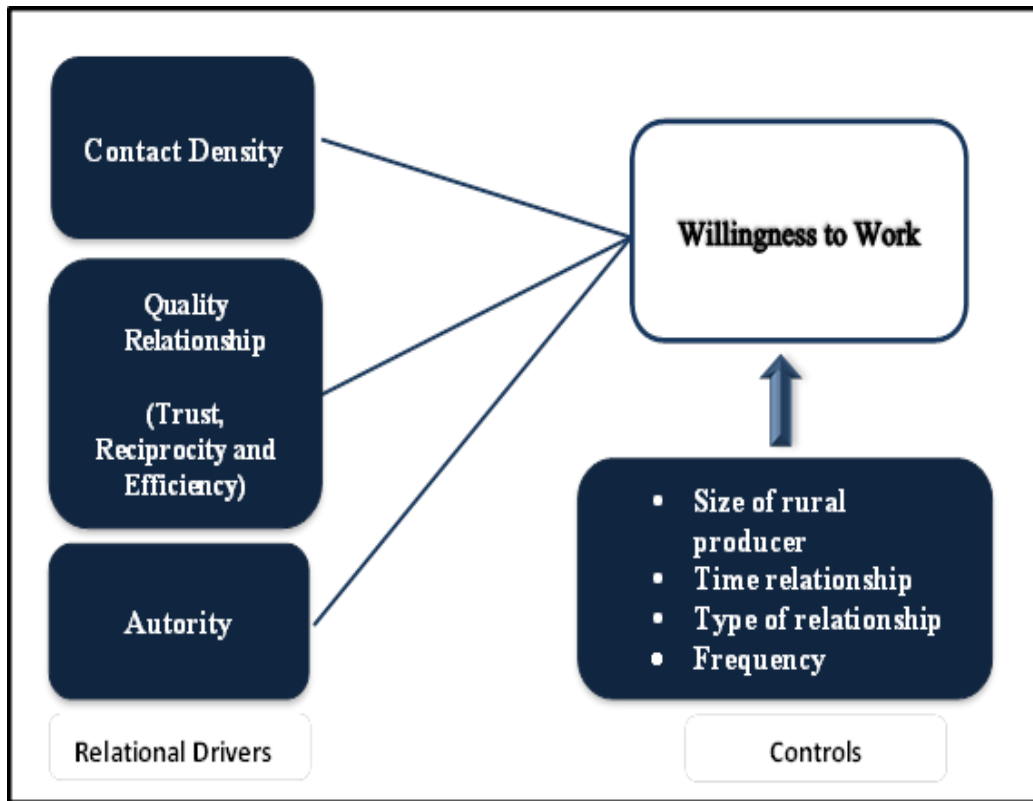 Contact Density
Quality
Relationship
(Trust,
Reciprocity and
Efficiency)
Autority
Relational Drivers
Willingness to Work
• Size of rural
producer
• Time relationship
• Type of relationship
• Frequency
Controls